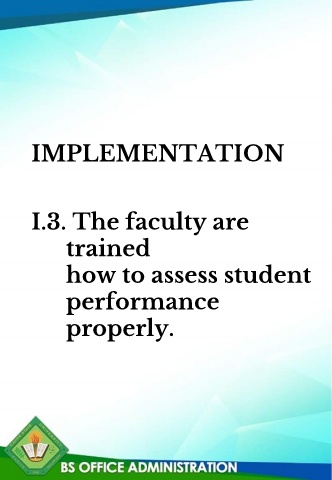 IMPLEMENTATION
I.3. The faculty are
trained
how to assess student
performance
properly.
BS OFFICE ADMINISTRATION